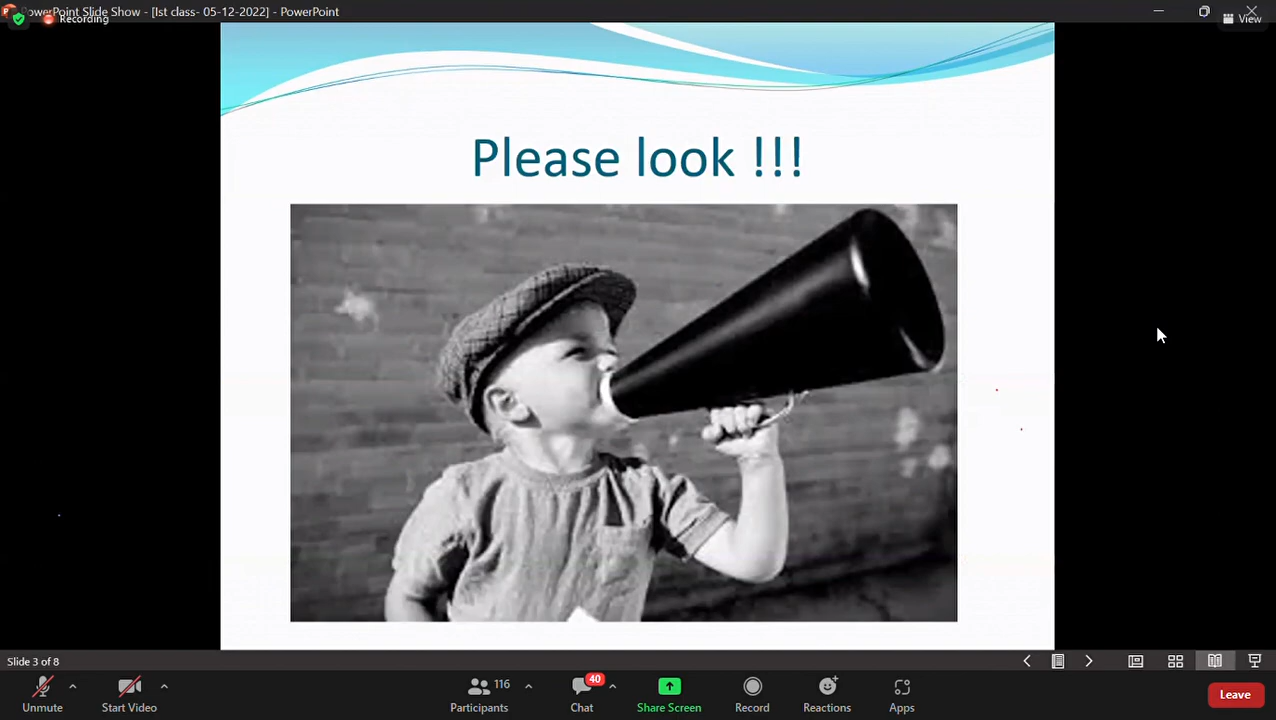 PowerPoint Slide Show - [Ist class- 05-12-2022] - PowerPoint
Recording
View
Please look !!!
Slide 3 of 8
116
40
Unmute
Start Video
Participants
Chat
Share Screen
Record
Reactions
Apps
Leave